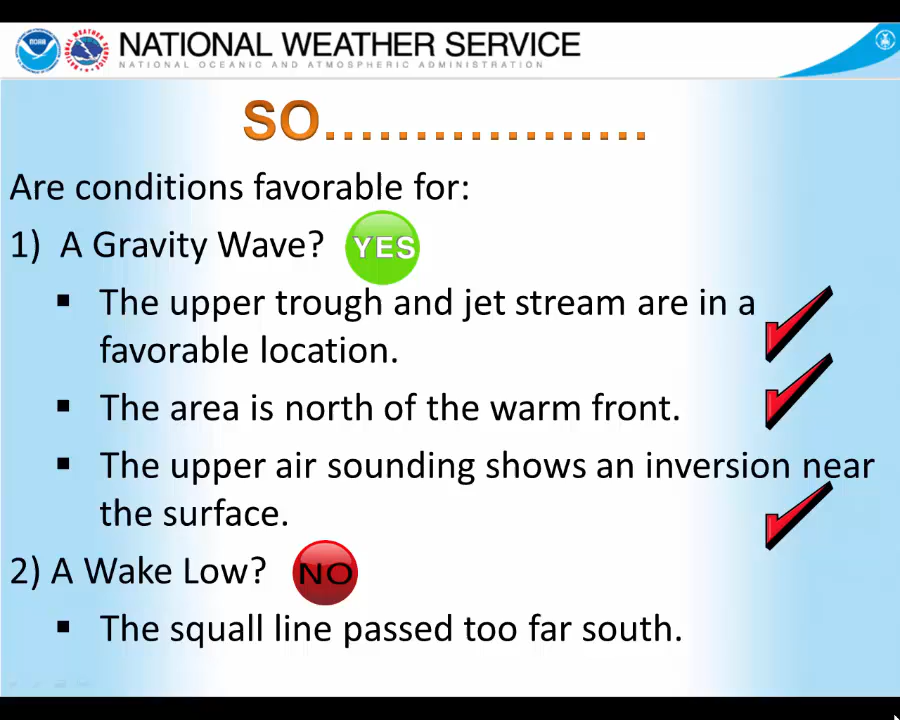 NATIONAL WEATHER SERVICE
NATIONAL OCEANIC AND ATMOSPHERIC ADMINISTRATION
SO..................
Are conditions favorable for:
1) A Gravity Wave? YES
▪ The upper trough and jet stream are in a
favorable location.
▪ The area is north of the warm front.
▪ The upper air sounding shows an inversion near
the surface.
2) A Wake Low? NO
▪ The squall line passed too far south.